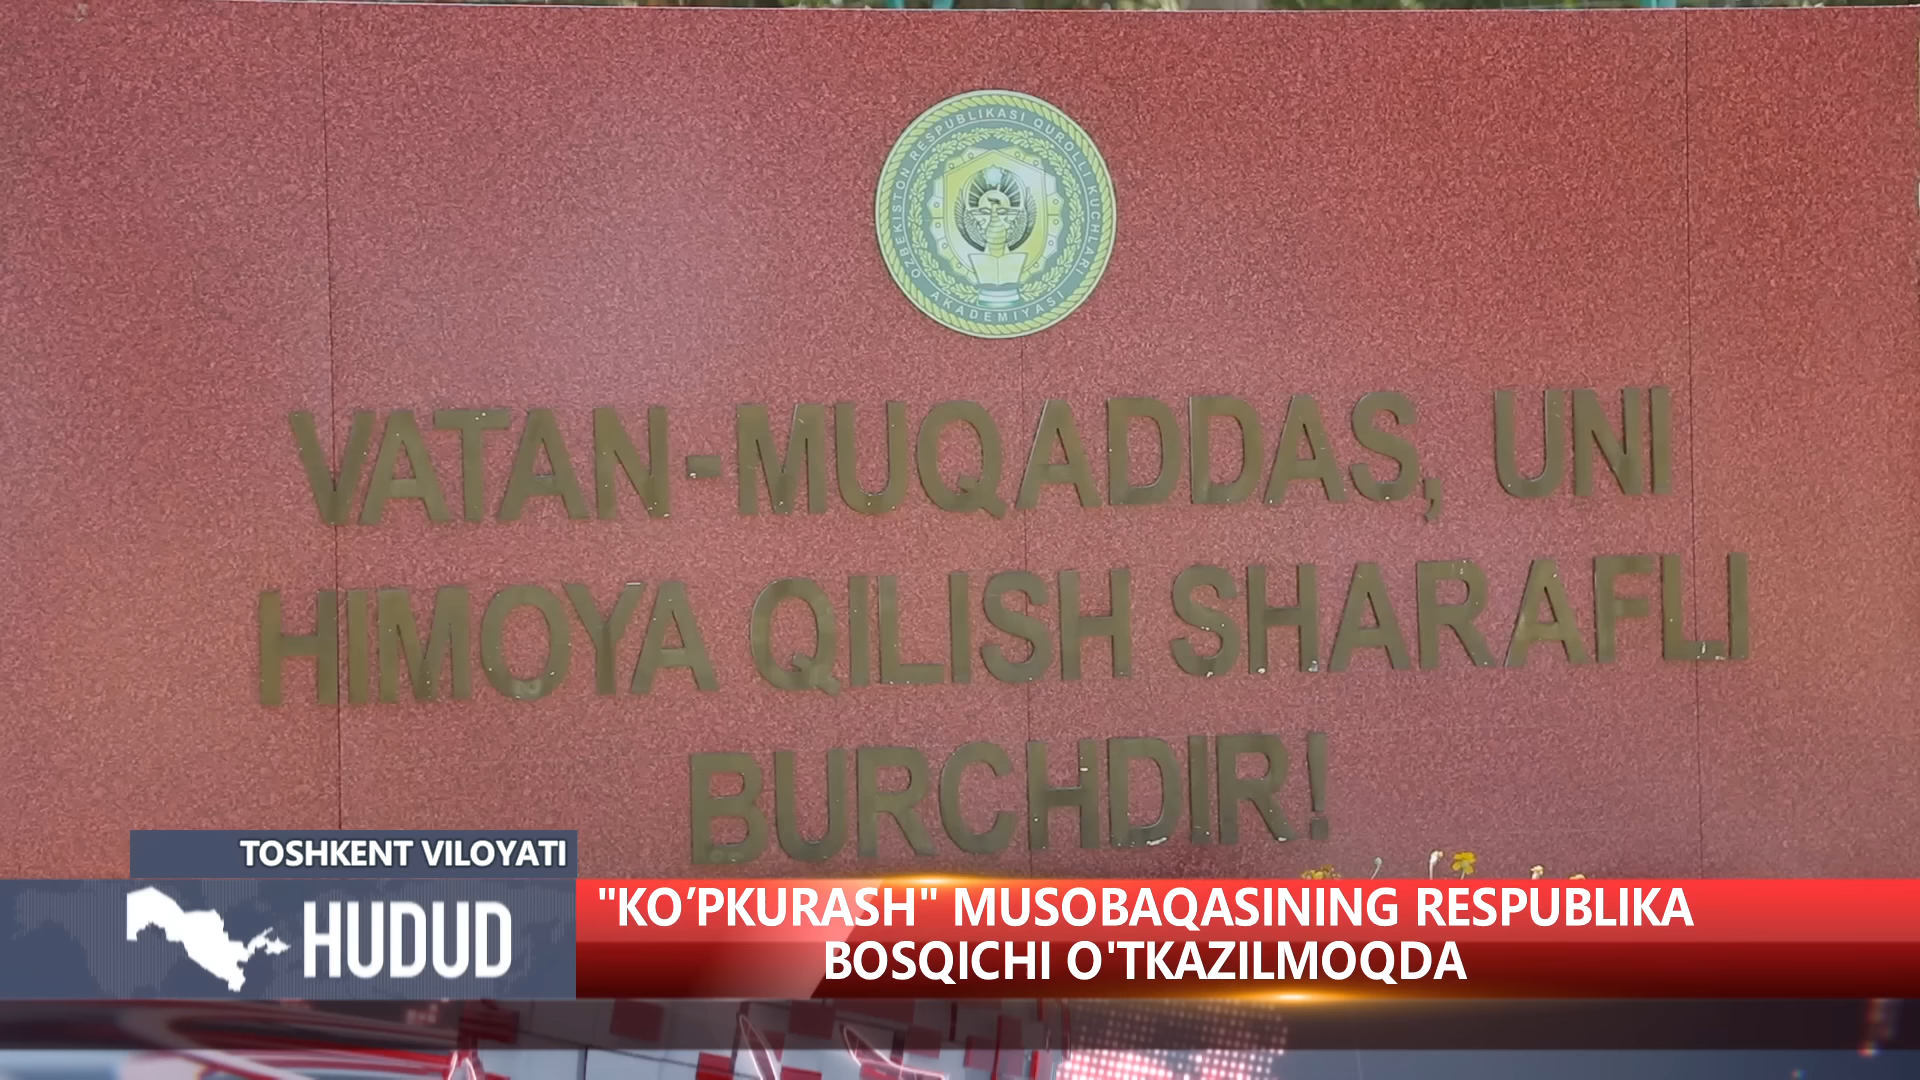 O'ZBEKISTON RESPUBLIKASI QUROLLI KUCHLARI
AKADEMIYASI
VATAN-MUQADDAS, UNI
HIMOYA QILISH SHARAFLI
BURCHDIR!
TOSHKENT VILOYATI
HUDUD
"KO’PKURASH" MUSOBAQASINING RESPUBLIKA
BOSQICHI O'TKAZILMOQDA